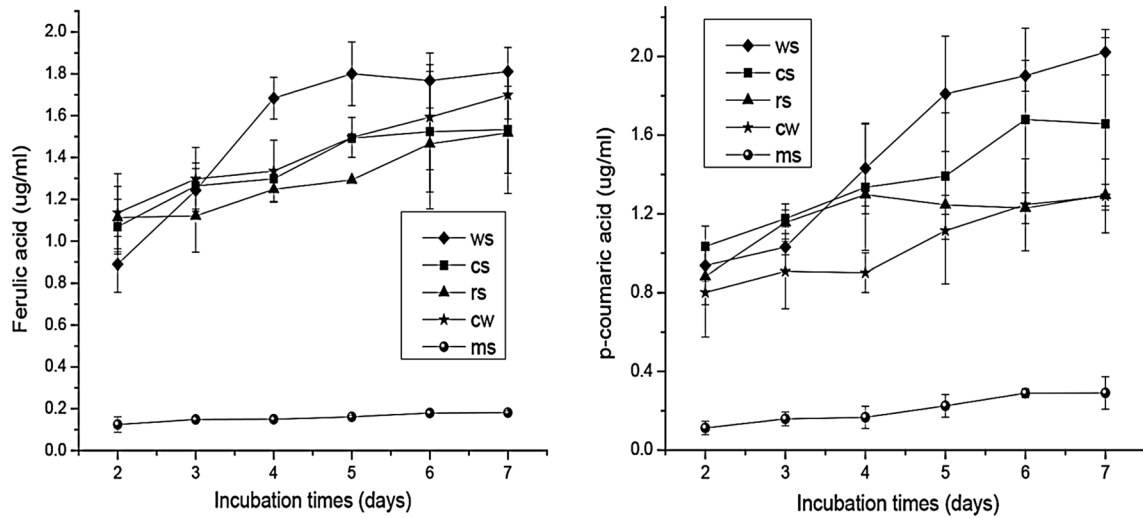 Ferulic acid (ug/ml)
2.0
1.8
1.6
1.4
1.2
1.0
0.8
0.6
0.4
0.2
0.0
2 3 4 5 6 7
Incubation times (days)
ws
cs
rs
cw
ms
p-coumaric acid (ug/ml)
2.0
1.6
1.2
0.8
0.4
0.0
2 3 4 5 6 7
Incubation times (days)
ws
cs
rs
cw
ms